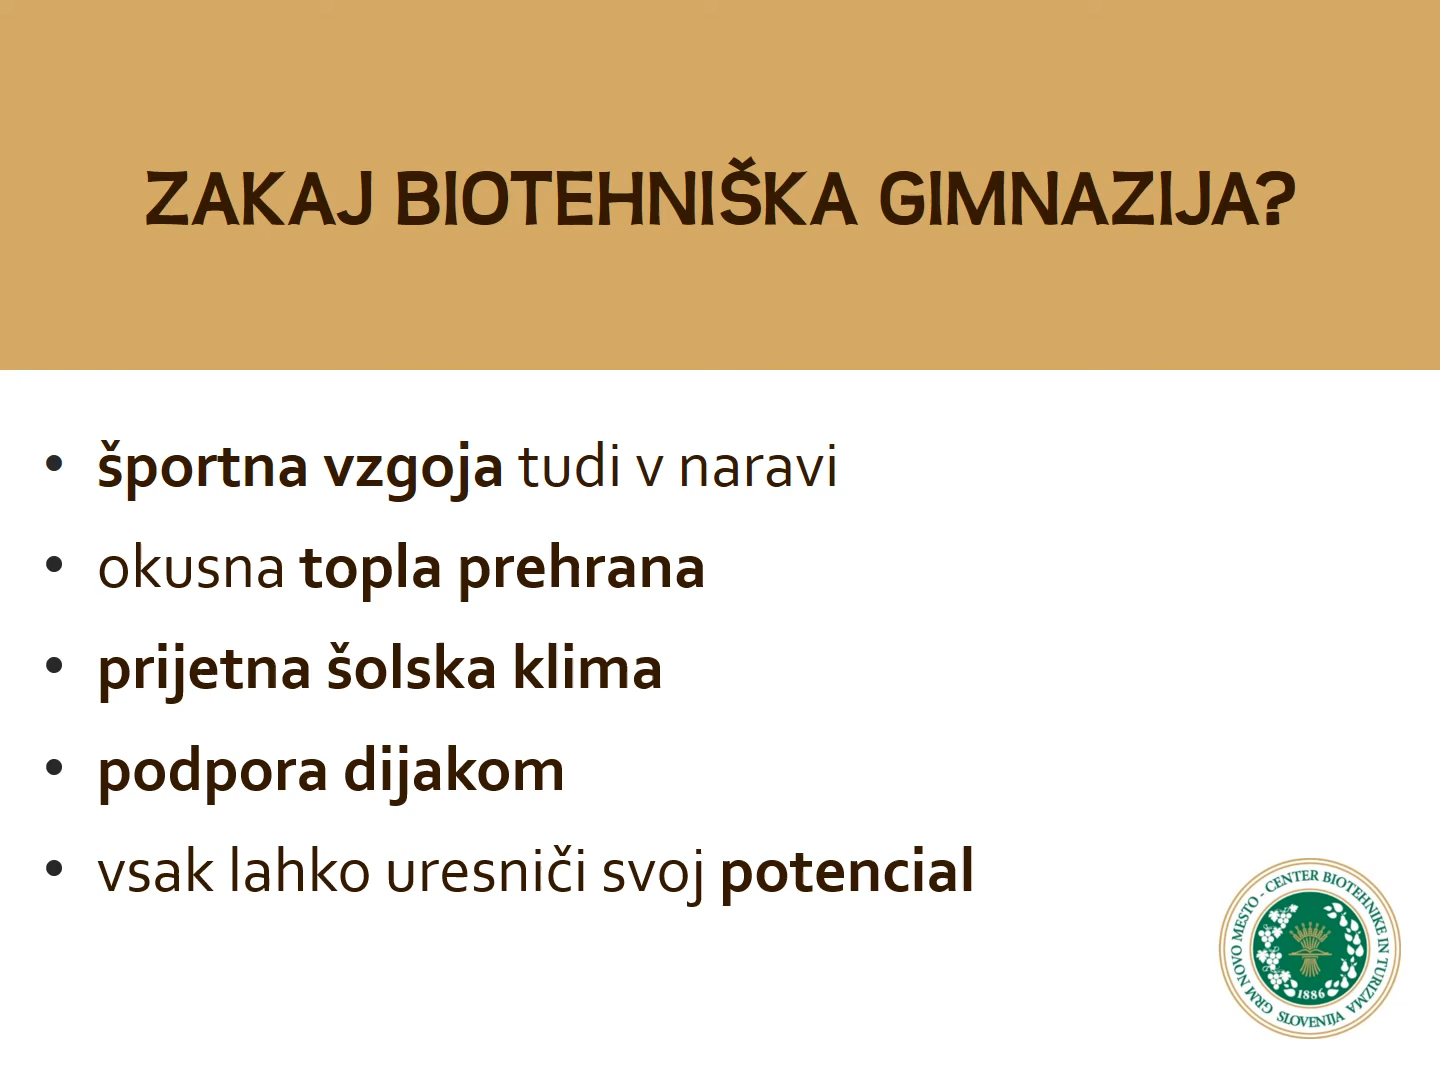 ZAKAJ BIOTEHNIŠKA GIMNAZIJA?
• športna vzgoja tudi v naravi
• okusna topla prehrana
• prijetna šolska klima
• podpora dijakom
• vsak lahko uresniči svoj potencial
GRM NOVO MESTO - CENTER BIOTEHNIKE IN TURIZMA
1886
SLOVENIJA